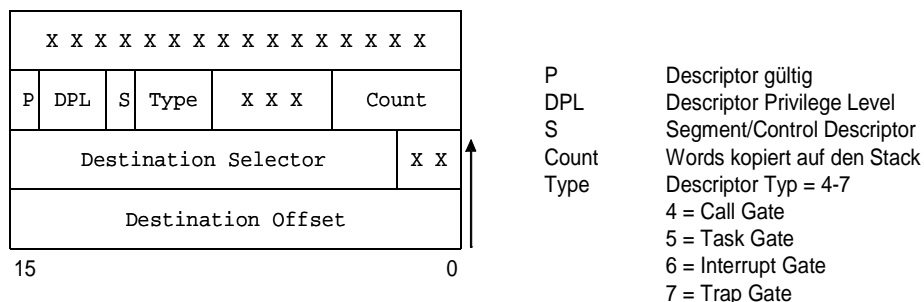 X X X X X X X X X X X X X X X X
P DPL S Type X X X Count
Destination Selector X X
Destination Offset
15 0
P Descriptor gültig
DPL Descriptor Privilege Level
S Segment/Control Descriptor
Count Words kopiert auf den Stack
Type Descriptor Typ = 4-7
4 = Call Gate
5 = Task Gate
6 = Interrupt Gate
7 = Trap Gate